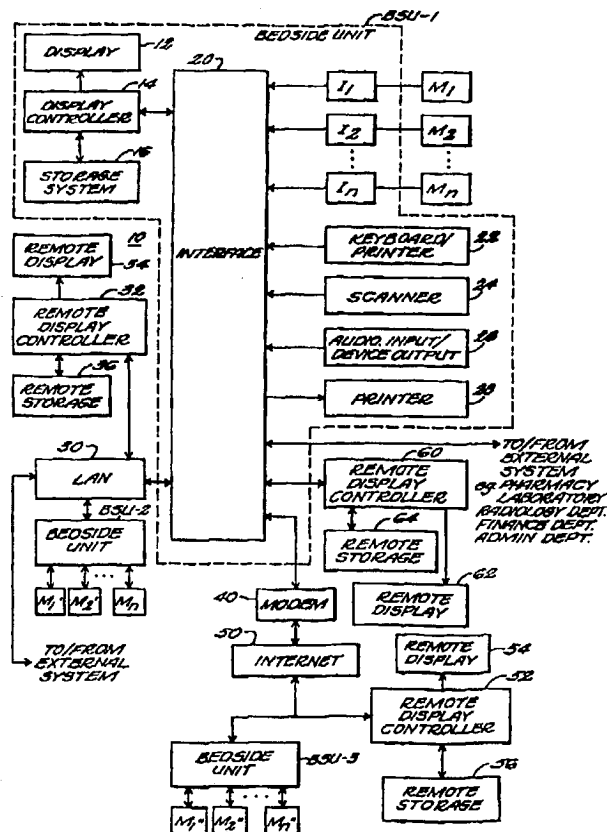 BSU-1
BEDSIDE UNIT
DISPLAY
12
20
DISPLAY
CONTROLLER
14
STORAGE
SYSTEM
16
INTERFACE
I1
M1
I2
M2
In
Mn
KEYBOARD/
PRINTER
22
SCANNER
24
AUDIO INPUT/
DEVICE OUTPUT
PRINTER
10
REMOTE
DISPLAY
34
REMOTE
DISPLAY
CONTROLLER
32
REMOTE
STORAGE
36
30
LAN
BSU-2
BEDSIDE
UNIT
M1'
M2'
Mn'
TO/FROM
EXTERNAL
SYSTEM
TO/FROM
EXTERNAL
SYSTEM
eg. PHARMACY
LABORATORY
RADIOLOGY DEPT.
FINANCE DEPT.
ADMIN DEPT.
60
REMOTE
DISPLAY
CONTROLLER
64
REMOTE
STORAGE
62
REMOTE
DISPLAY
40
MODEM
50
INTERNET
REMOTE
DISPLAY
54
REMOTE
DISPLAY
CONTROLLER
52
REMOTE
STORAGE
56
BEDSIDE
UNIT
BSU-3
M1"
M2"
Mn"